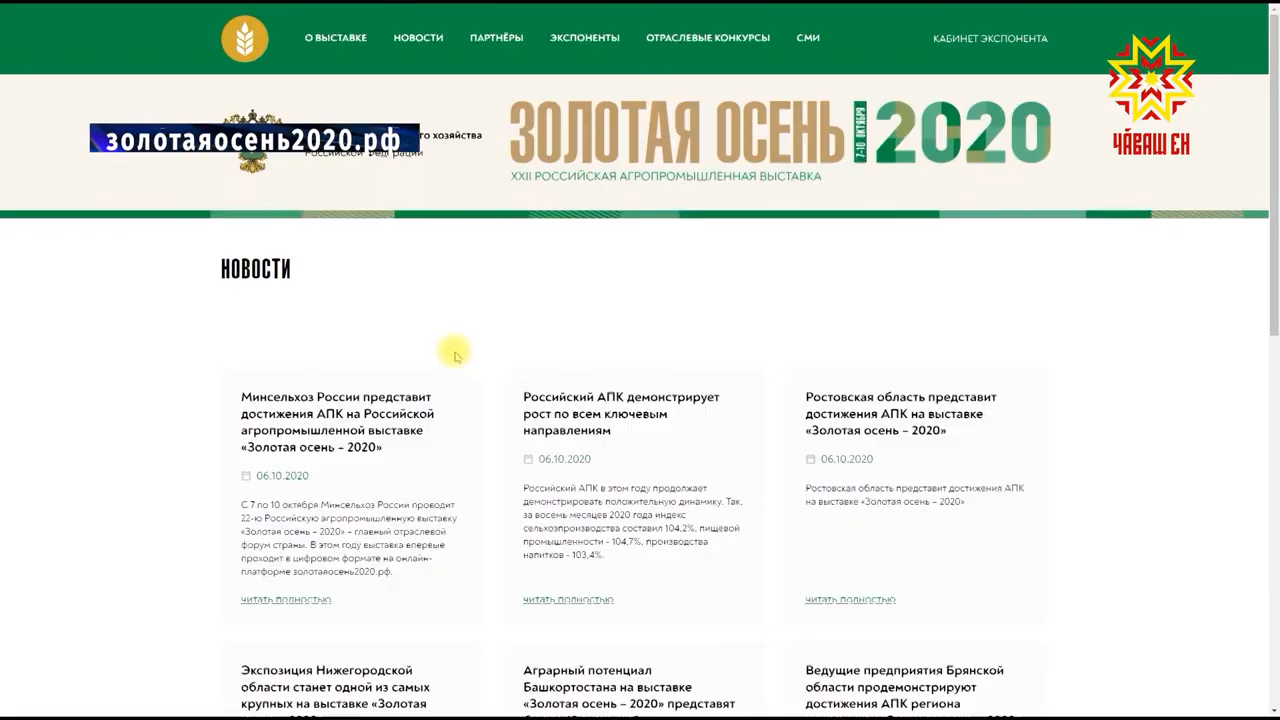 О ВЫСТАВКЕ НОВОСТИ ПАРТНЁРЫ ЭКСПОНЕНТЫ ОТРАСЛЕВЫЕ КОНКУРСЫ СМИ КАБИНЕТ ЭКСПОНЕНТА
ЧӐВАШ ЕН
золотаяосень2020.рф
го хозяйства
Российской Федерации
ЗОЛОТАЯ ОСЕНЬ 7-10 ОКТЯБРЯ 2020
XXII РОССИЙСКАЯ АГРОПРОМЫШЛЕННАЯ ВЫСТАВКА
НОВОСТИ
Минсельхоз России представит
достижения АПК на Российской
агропромышленной выставке
«Золотая осень – 2020»
06.10.2020
С 7 по 10 октября Минсельхоз России проводит
22-ю Российскую агропромышленную выставку
«Золотая осень – 2020» – главный отраслевой
форум страны. В этом году выставка впервые
проходит в цифровом формате на онлайн-
платформе золотаяосень2020.рф.
читать полностью
Российский АПК демонстрирует
рост по всем ключевым
направлениям
06.10.2020
Российский АПК в этом году продолжает
демонстрировать положительную динамику. Так,
за восемь месяцев 2020 года индекс
сельхозпроизводства составил 104,2%, пищевой
промышленности - 104,7%, производства
напитков - 103,4%.
читать полностью
Ростовская область представит
достижения АПК на выставке
«Золотая осень – 2020»
06.10.2020
Ростовская область представит достижения АПК
на выставке «Золотая осень – 2020»
читать полностью
Экспозиция Нижегородской
области станет одной из самых
крупных на выставке «Золотая
Аграрный потенциал
Башкортостана на выставке
«Золотая осень – 2020» представят
Ведущие предприятия Брянской
области продемонстрируют
достижения АПК региона